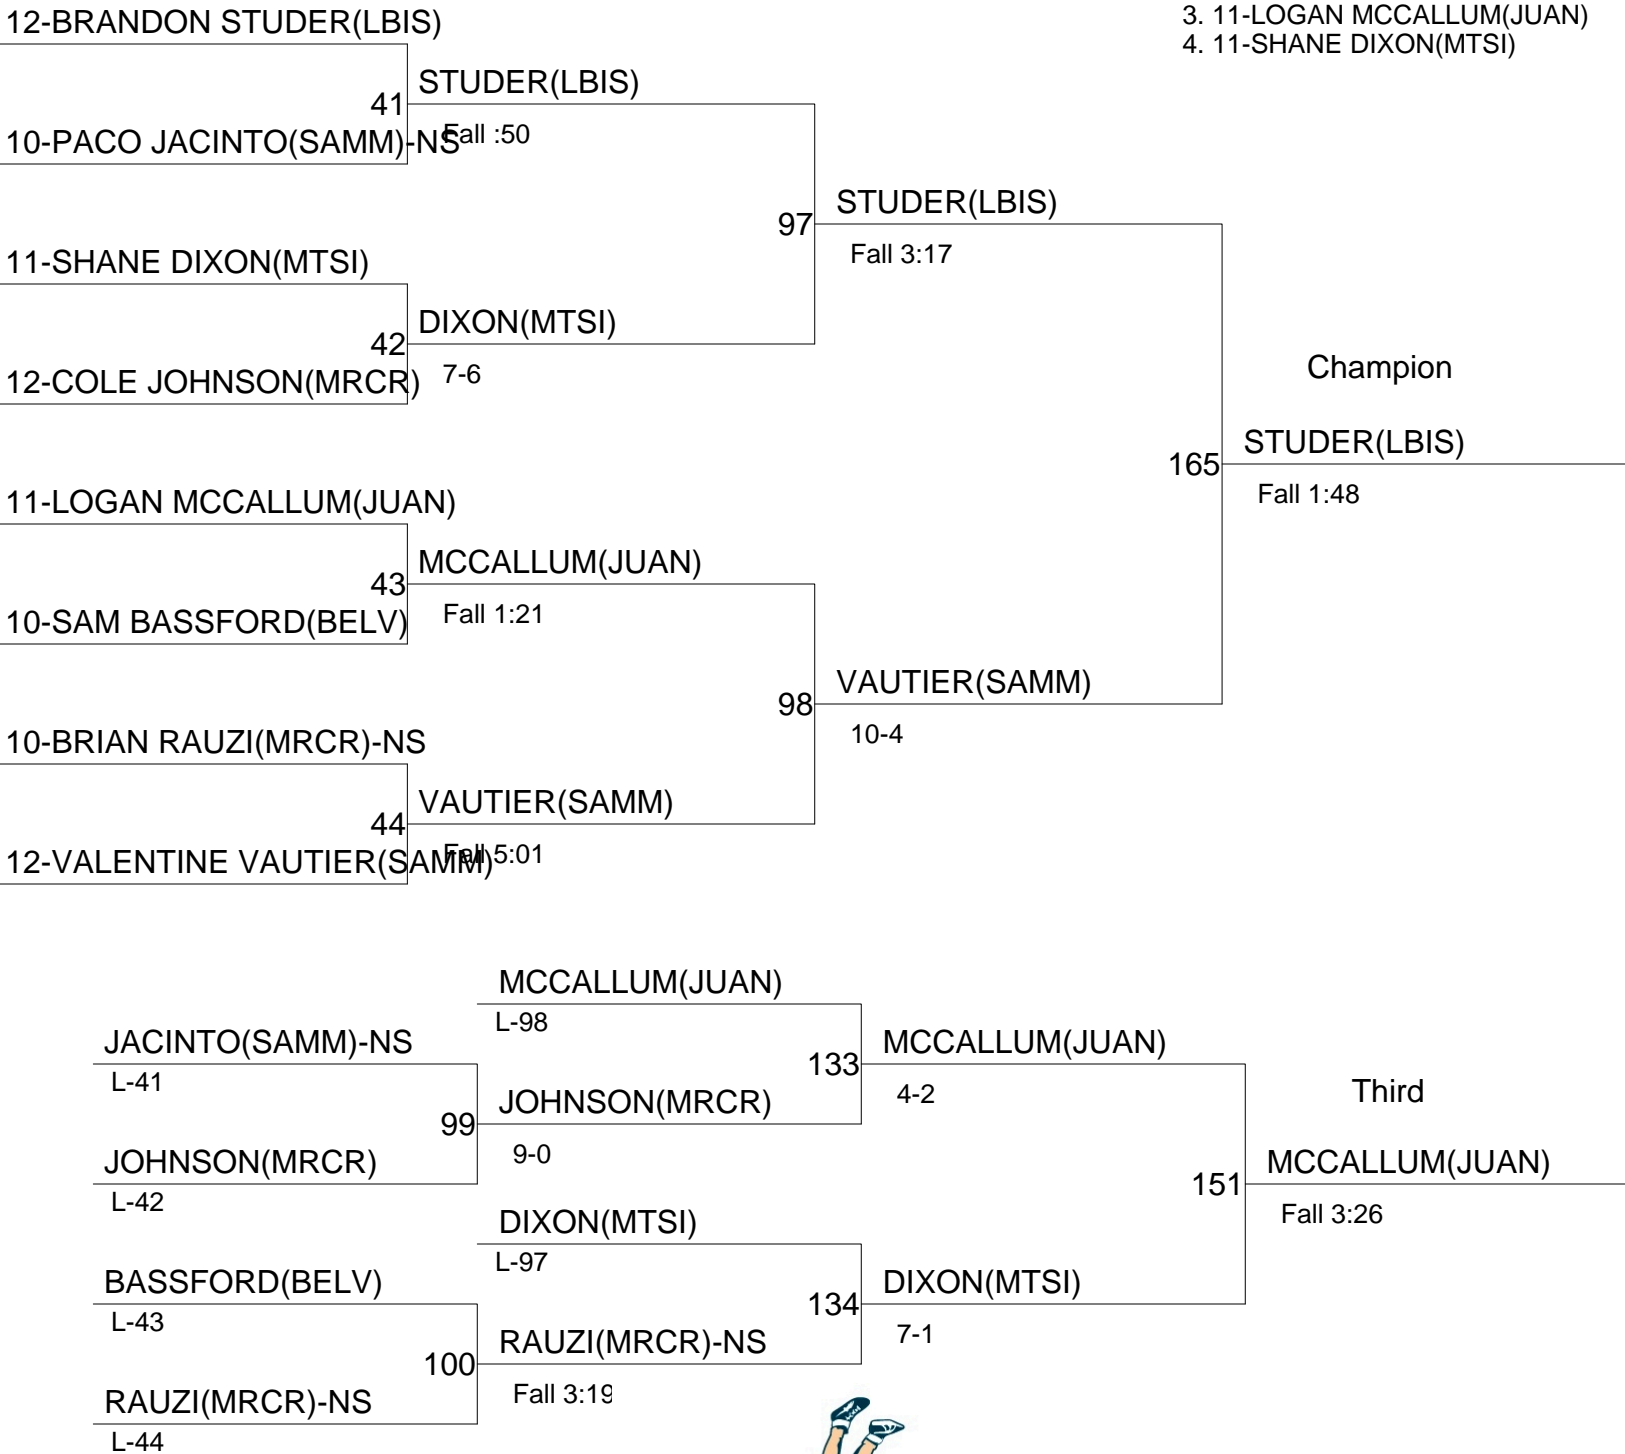 12-BRANDON STUDER(LBIS)
3. 11-LOGAN MCCALLUM(JUAN)
4. 11-SHANE DIXON(MTSI)
STUDER(LBIS)
41
Fall :50
10-PACO JACINTO(SAMM)-NS
STUDER(LBIS)
97
Fall 3:17
11-SHANE DIXON(MTSI)
DIXON(MTSI)
42
7-6
12-COLE JOHNSON(MRCR)
Champion
STUDER(LBIS)
165
Fall 1:48
11-LOGAN MCCALLUM(JUAN)
MCCALLUM(JUAN)
43
Fall 1:21
10-SAM BASSFORD(BELV)
VAUTIER(SAMM)
98
10-4
10-BRIAN RAUZI(MRCR)-NS
VAUTIER(SAMM)
44
Fall 5:01
12-VALENTINE VAUTIER(SAMM)
MCCALLUM(JUAN)
L-98
JACINTO(SAMM)-NS
L-41
133
MCCALLUM(JUAN)
4-2
JOHNSON(MRCR)
99
9-0
JOHNSON(MRCR)
L-42
Third
MCCALLUM(JUAN)
151
Fall 3:26
DIXON(MTSI)
L-97
BASSFORD(BELV)
L-43
134
DIXON(MTSI)
7-1
RAUZI(MRCR)-NS
100
Fall 3:19
RAUZI(MRCR)-NS
L-44